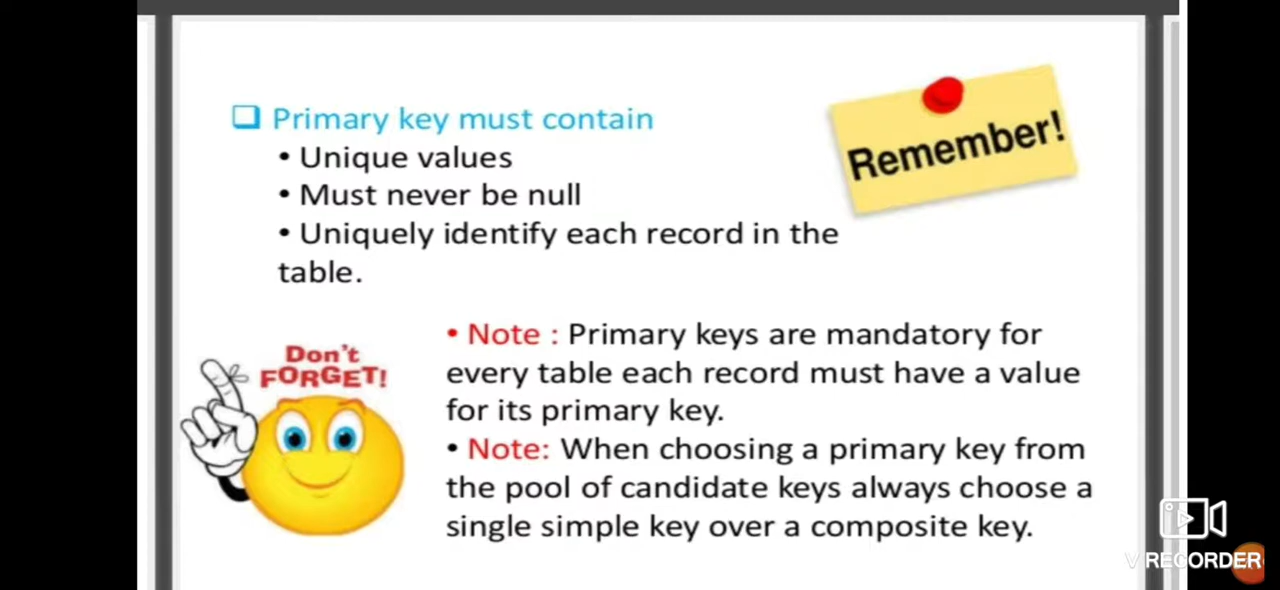 ❑ Primary key must contain
• Unique values
• Must never be null
• Uniquely identify each record in the
table.
Remember!
Don't
FORGET!
• Note : Primary keys are mandatory for
every table each record must have a value
for its primary key.
• Note: When choosing a primary key from
the pool of candidate keys always choose a
single simple key over a composite key.
V RECORDER